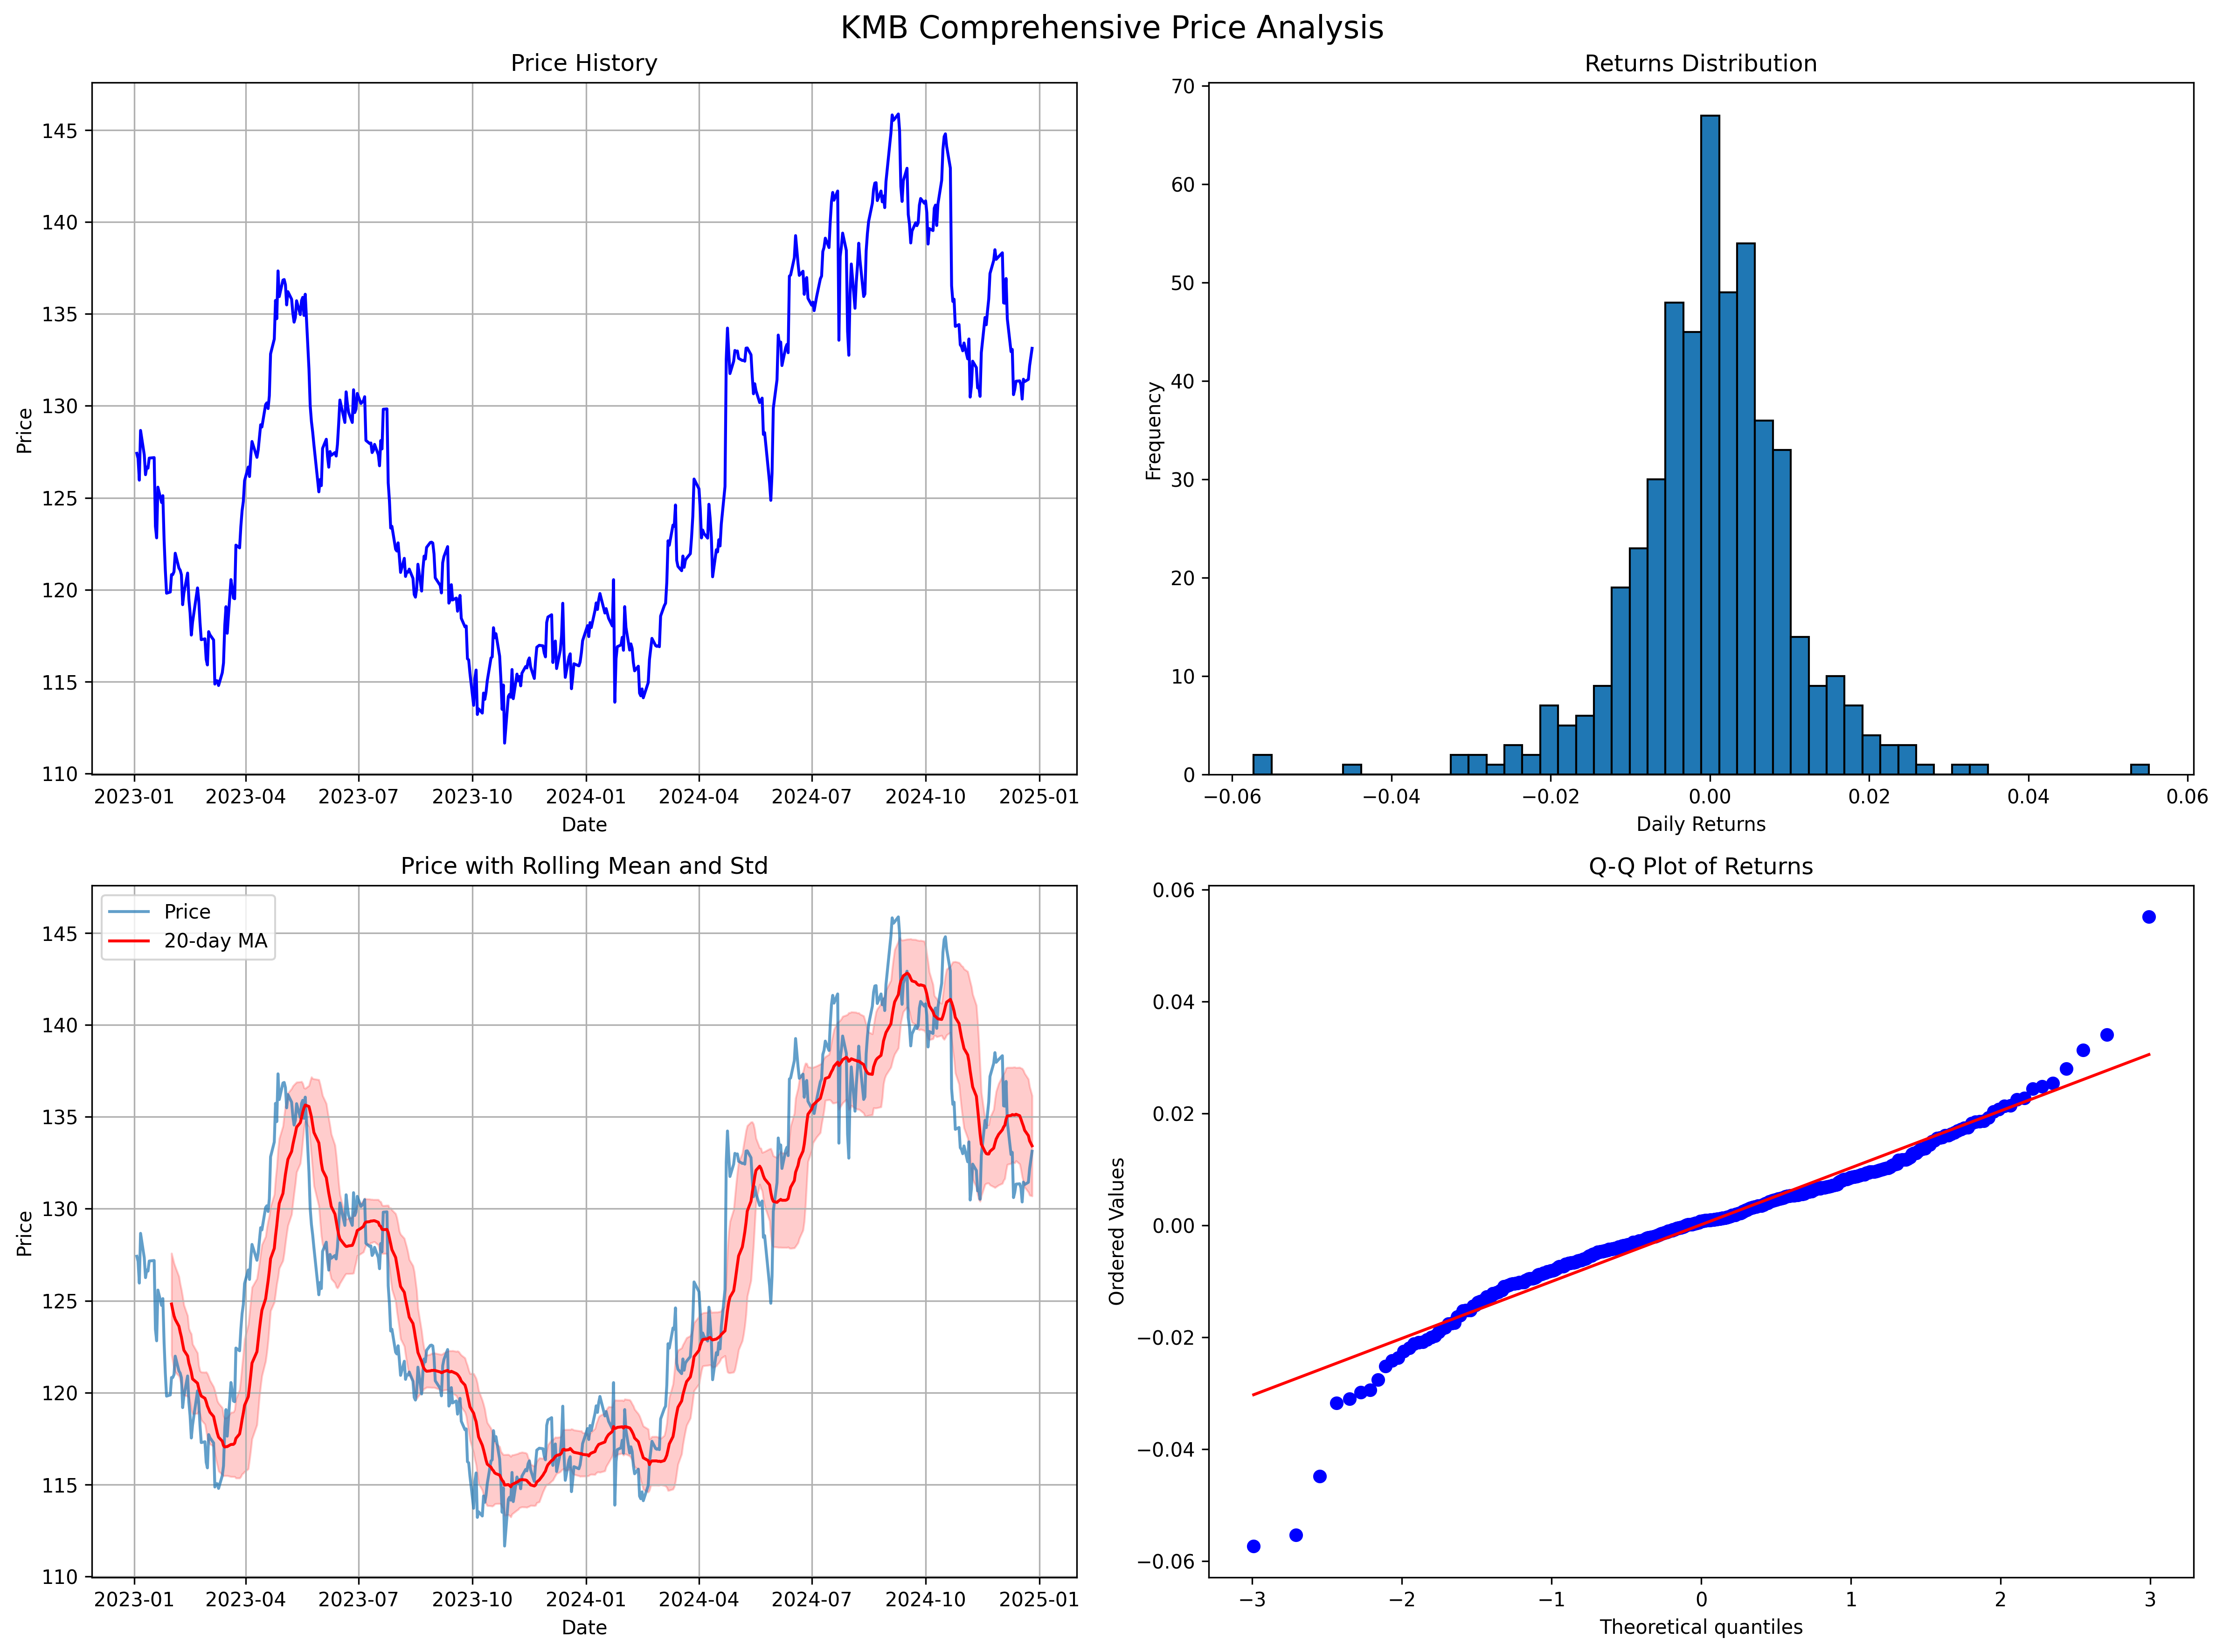 KMB Comprehensive Price Analysis
Price History
145
140
135
130
125
120
115
110
Price
2023-01 2023-04 2023-07 2023-10 2024-01 2024-04 2024-07 2024-10 2025-01
Date
Returns Distribution
70
60
50
40
30
20
10
0
Frequency
−0.06 −0.04 −0.02 0.00 0.02 0.04 0.06
Daily Returns
Price with Rolling Mean and Std
Price
20-day MA
145
140
135
130
125
120
115
110
Price
2023-01 2023-04 2023-07 2023-10 2024-01 2024-04 2024-07 2024-10 2025-01
Date
Q-Q Plot of Returns
0.06
0.04
0.02
0.00
−0.02
−0.04
−0.06
Ordered Values
−3 −2 −1 0 1 2 3
Theoretical quantiles